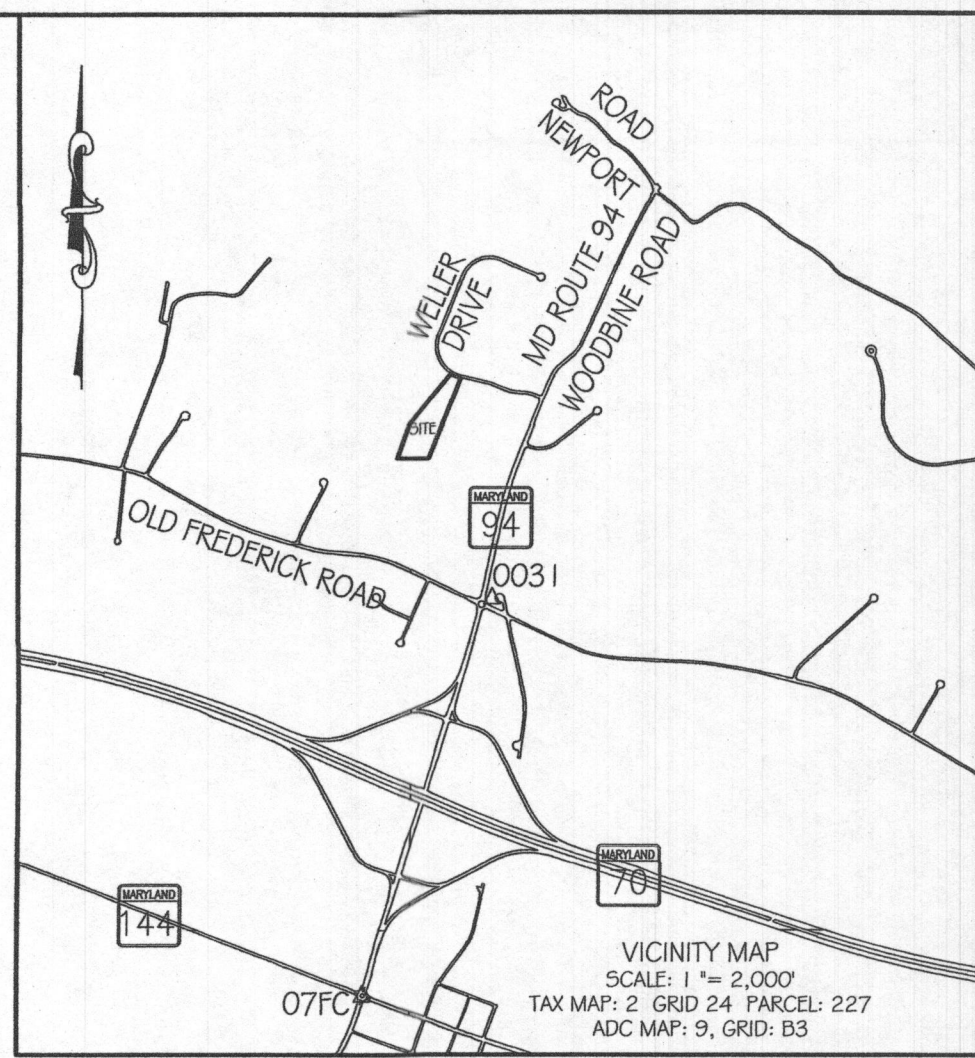 ROAD
NEWPORT
MD ROUTE 94
WOODBINE ROAD
WELLER
DRIVE
SITE
MARYLAND
94
OLD FREDERICK ROAD
0031
MARYLAND
70
MARYLAND
144
07FC
VICINITY MAP
SCALE: 1 "= 2,000'
TAX MAP: 2 GRID 24 PARCEL: 227
ADC MAP: 9, GRID: B3